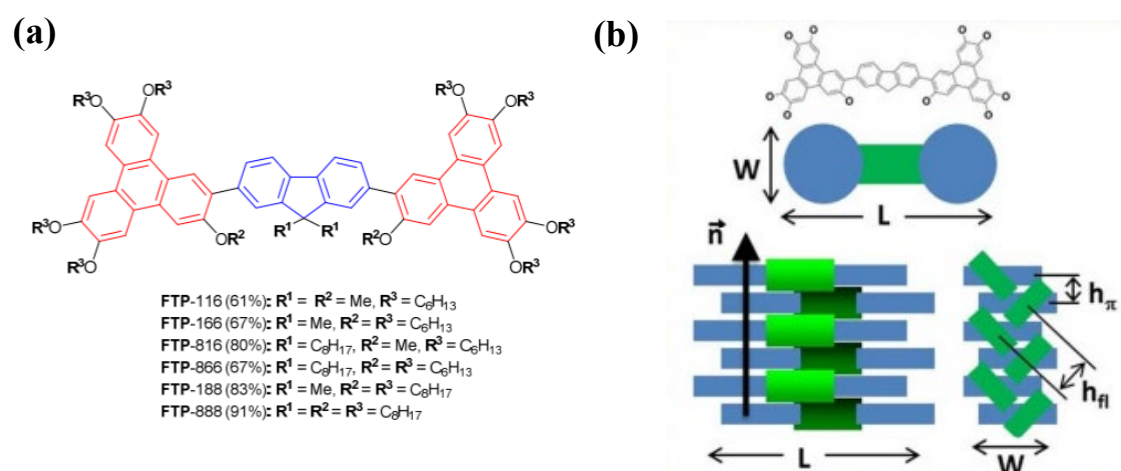 (a)
(b)
R³O OR³ R³O OR³
R³O OR³
R³O OR² R¹ R¹ R²O OR³
FTP-116 (61%): R¹ = R² = Me, R³ = C₆H₁₃
FTP-166 (67%): R¹ = Me, R² = R³ = C₆H₁₃
FTP-816 (80%): R¹ = C₈H₁₇, R² = Me, R³ = C₆H₁₃
FTP-866 (67%): R¹ = C₈H₁₇, R² = R³ = C₆H₁₃
FTP-188 (83%): R¹ = Me, R² = R³ = C₈H₁₇
FTP-888 (91%): R¹ = R² = R³ = C₈H₁₇
O O O O
O O
O O O O
W
L
n
hπ
hfl
L
W